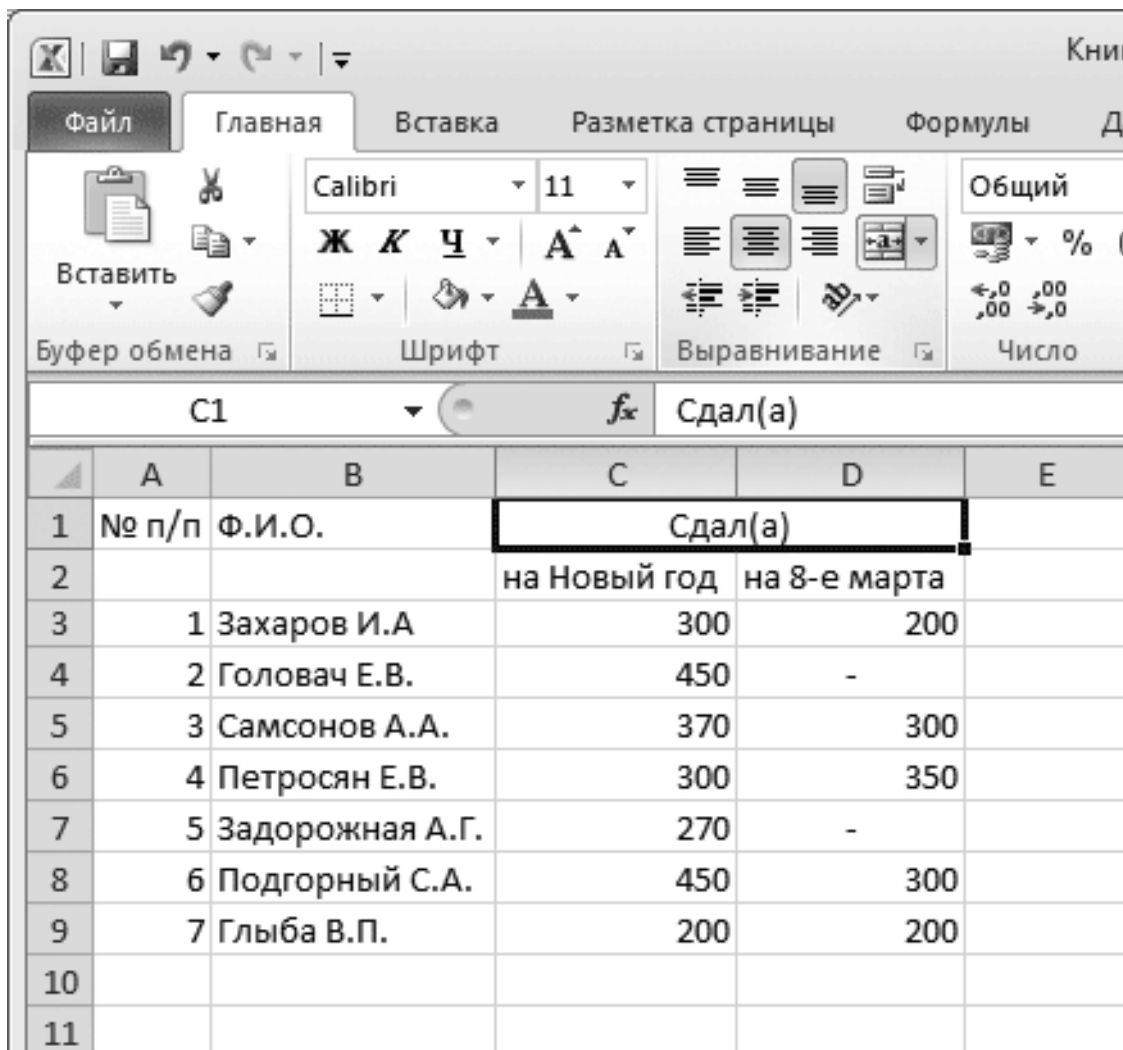 Кни
Файл Главная Вставка Разметка страницы Формулы Д
Calibri 11 Общий
Вставить Ж К Ч А А %
Буфер обмена Шрифт Выравнивание Число
C1 fx Сдал(а)
A B C D E
1 № п/п Ф.И.О. Сдал(а)
2 на Новый год на 8-е марта
3 1 Захаров И.А 300 200
4 2 Головач Е.В. 450 -
5 3 Самсонов А.А. 370 300
6 4 Петросян Е.В. 300 350
7 5 Задорожная А.Г. 270 -
8 6 Подгорный С.А. 450 300
9 7 Глыба В.П. 200 200
10
11